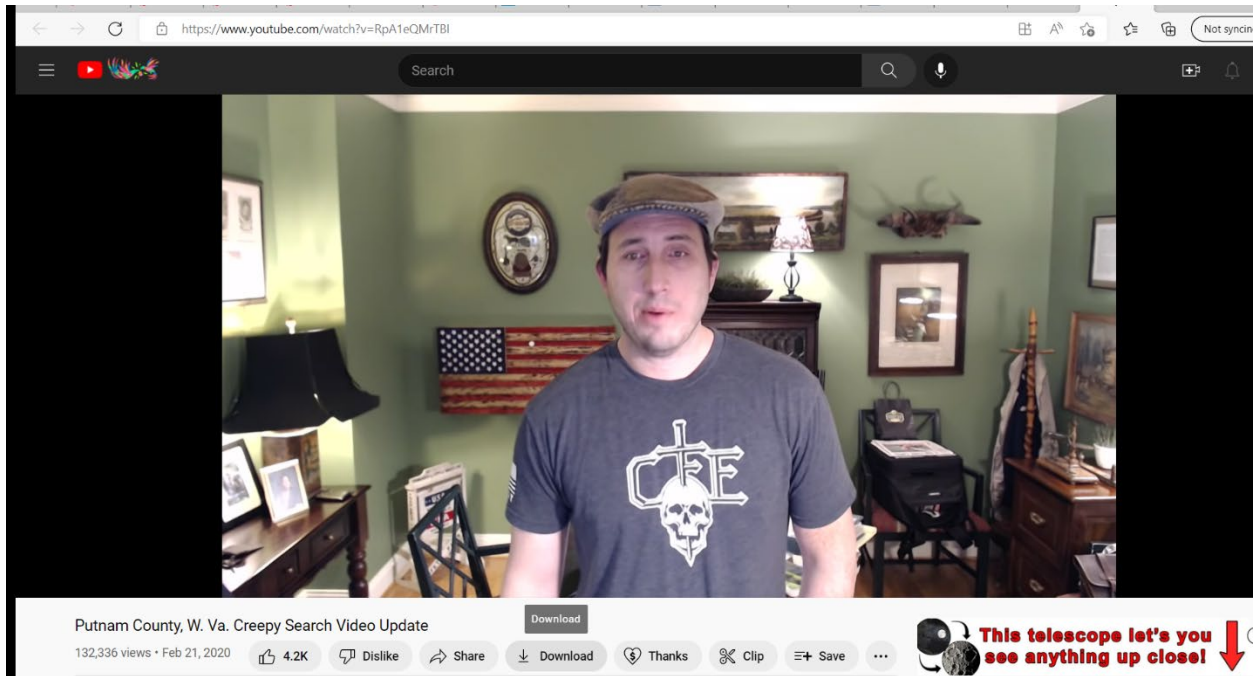 https://www.youtube.com/watch?v=RpA1eQMrTBI
Not syncing
Search
CFE
Putnam County, W. Va. Creepy Search Video Update
Download
132,336 views • Feb 21, 2020
4.2K
Dislike
Share
Download
Thanks
Clip
Save
This telescope let's you
see anything up close!